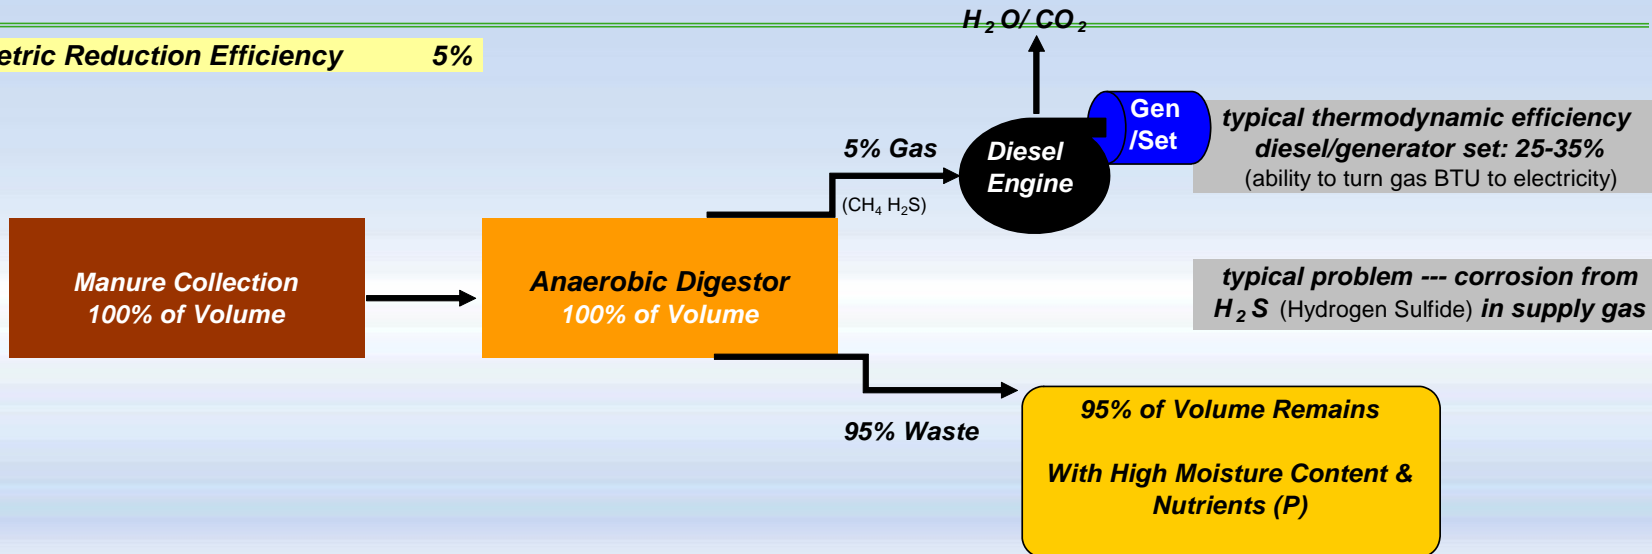 H₂O/ CO₂
etric Reduction Efficiency 5%
Gen
/Set
typical thermodynamic efficiency
diesel/generator set: 25-35%
(ability to turn gas BTU to electricity)
5% Gas
(CH₄ H₂S)
Diesel
Engine
Manure Collection
100% of Volume
Anaerobic Digestor
100% of Volume
typical problem --- corrosion from
H₂S (Hydrogen Sulfide) in supply gas
95% Waste
95% of Volume Remains
With High Moisture Content &
Nutrients (P)